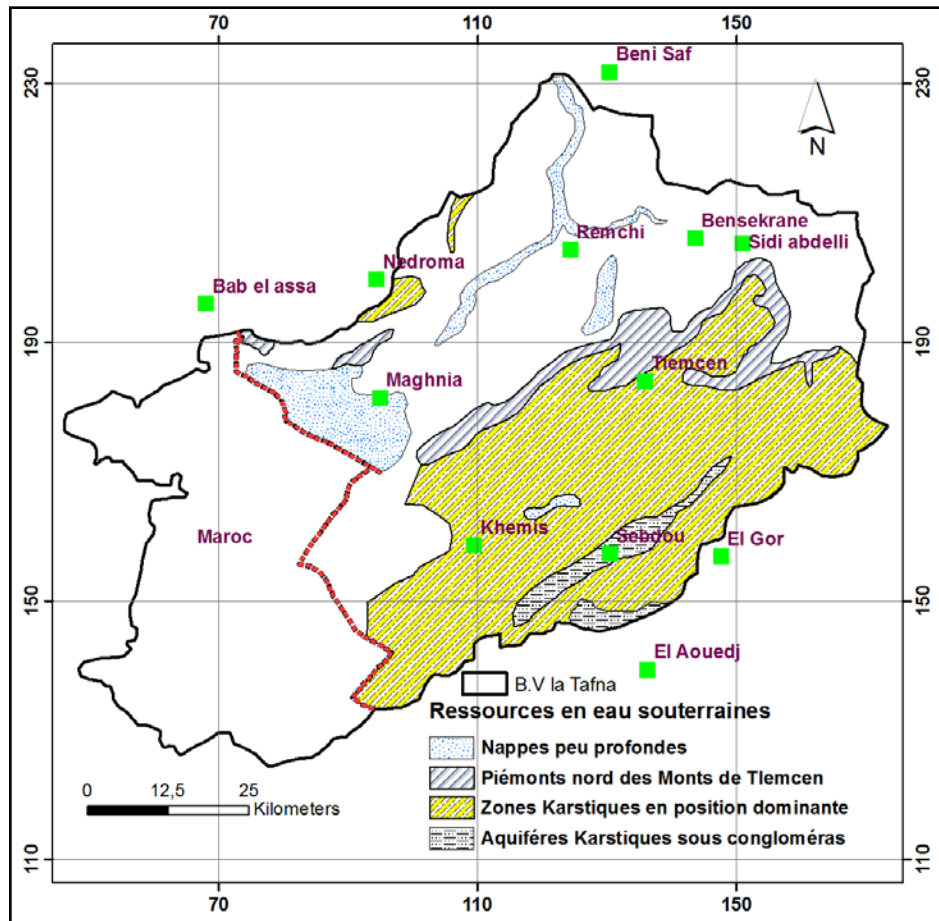 70 110 150
230 230
Beni Saf
N
Bensekrane
Remchi
Sidi abdelli
Nedroma
Bab el assa
190 190
Tlemcen
Maghnia
Maroc
Khemis
Sebdou
El Gor
150 150
El Aouedj
B.V la Tafna
Ressources en eau souterraines
Nappes peu profondes
Piémonts nord des Monts de Tlemcen
Zones Karstiques en position dominante
Aquiféres Karstiques sous congloméras
0 12,5 25
Kilometers
110 110
70 110 150